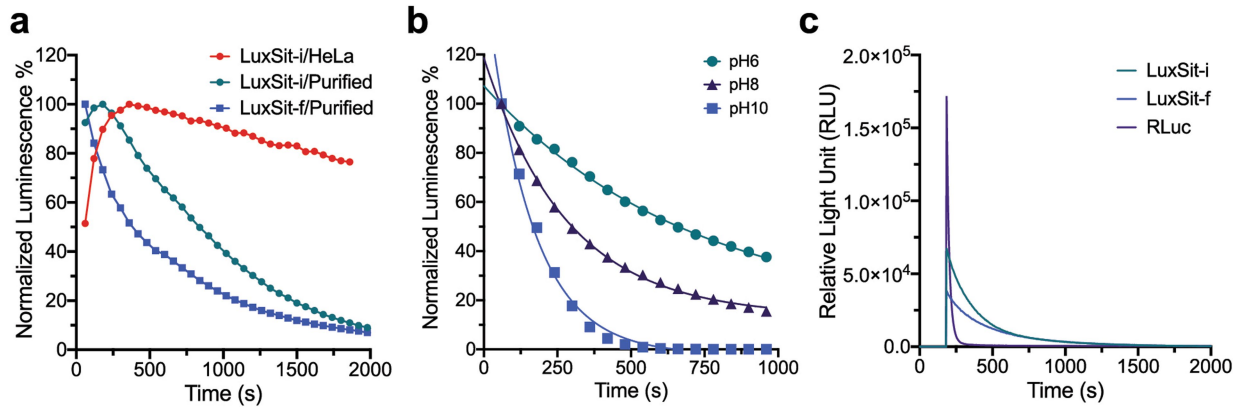 a
Normalized Luminescence %
120
100
80
60
40
20
0
LuxSit-i/HeLa
LuxSit-i/Purified
LuxSit-f/Purified
0 500 1000 1500 2000
Time (s)
b
Normalized Luminescence %
120
100
80
60
40
20
0
pH6
pH8
pH10
0 250 500 750 1000
Time (s)
c
Relative Light Unit (RLU)
2.0×10⁵
1.5×10⁵
1.0×10⁵
5.0×10⁴
0.0
LuxSit-i
LuxSit-f
RLuc
0 500 1000 1500 2000
Time (s)